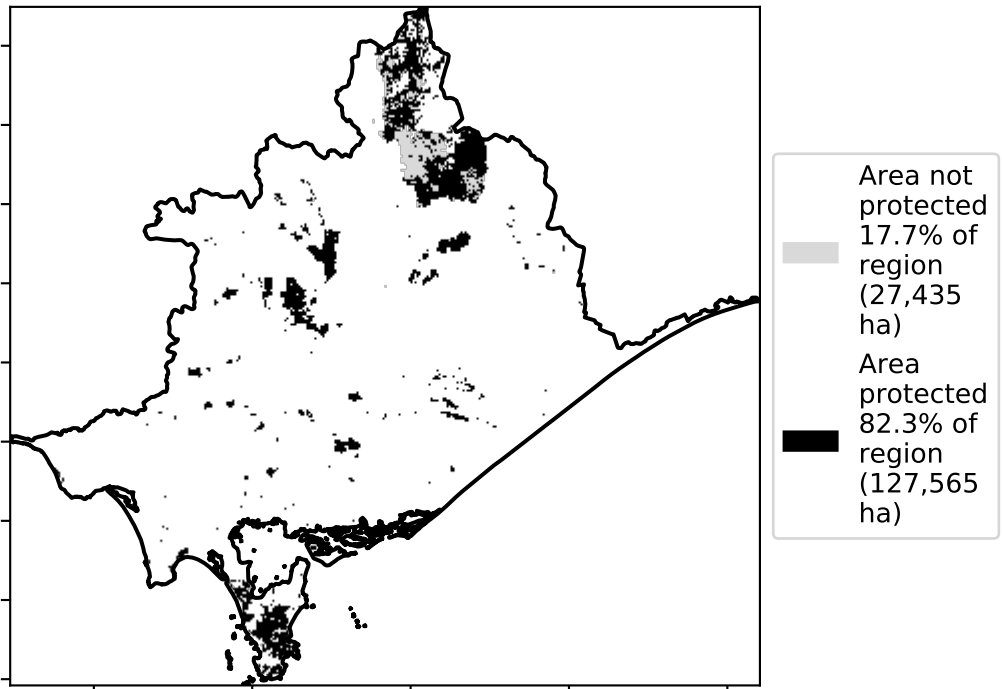 Area not
protected
17.7% of
region
(27,435
ha)
Area
protected
82.3% of
region
(127,565
ha)